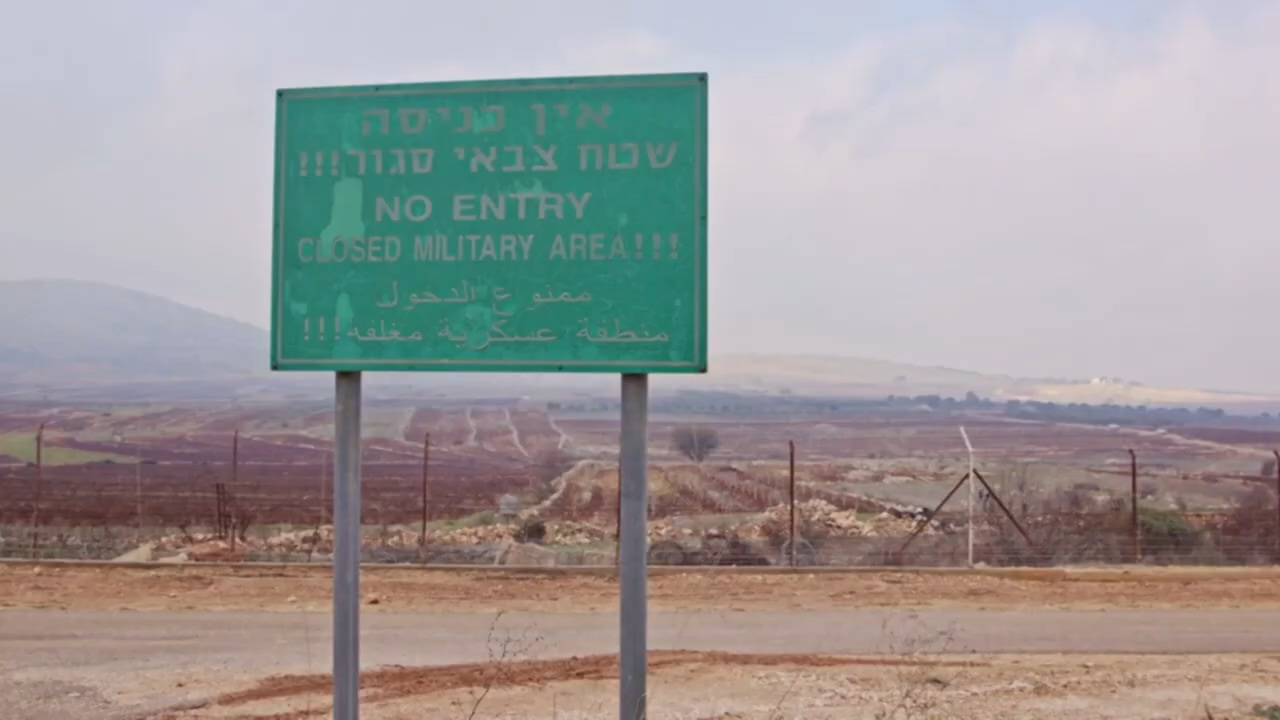 אין כניסה
שטח צבאי סגור!!!
NO ENTRY
CLOSED MILITARY AREA!!!
ممنوع الدخول
منطقة عسكرية مغلقة!!!